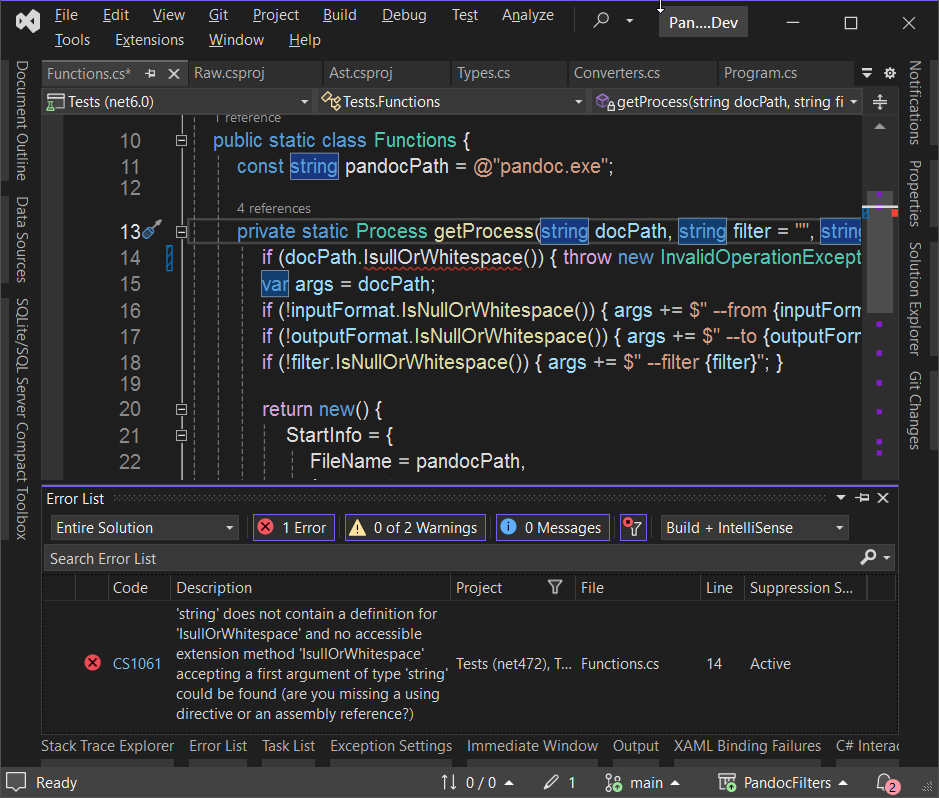 File Edit View Git Project Build Debug Test Analyze
Pan....Dev
Tools Extensions Window Help
Functions.cs* Raw.csproj Ast.csproj Types.cs Converters.cs Program.cs
Tests (net6.0) Tests.Functions getProcess(string docPath, string fi
1 reference
10 public static class Functions {
11 const string pandocPath = @"pandoc.exe";
12
4 references
13 private static Process getProcess(string docPath, string filter = "", string
14 if (docPath.IsullOrWhitespace()) { throw new InvalidOperationExcept
15 var args = docPath;
16 if (!inputFormat.IsNullOrWhitespace()) { args += $" --from {inputForm
17 if (!outputFormat.IsNullOrWhitespace()) { args += $" --to {outputForm
18 if (!filter.IsNullOrWhitespace()) { args += $" --filter {filter}"; }
19
20 return new() {
21 StartInfo = {
22 FileName = pandocPath,
Document Outline
Data Sources
SQLite/SQL Server Compact Toolbox
Notifications
Properties
Solution Explorer
Git Changes
Error List
Entire Solution 1 Error 0 of 2 Warnings 0 Messages Build + IntelliSense
Search Error List
Code Description Project File Line Suppression S...
'string' does not contain a definition for
'IsullOrWhitespace' and no accessible
extension method 'IsullOrWhitespace'
CS1061 accepting a first argument of type 'string' Tests (net472), T... Functions.cs 14 Active
could be found (are you missing a using
directive or an assembly reference?)
Stack Trace Explorer Error List Task List Exception Settings Immediate Window Output XAML Binding Failures C# Interac
Ready 0 / 0 1 main PandocFilters 2